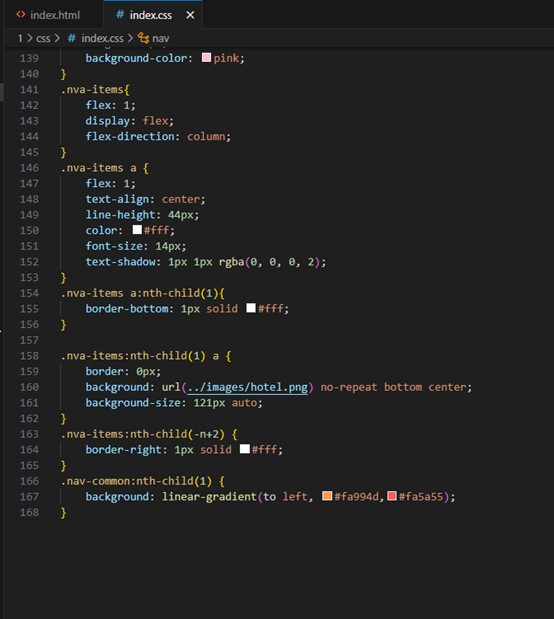 index.html
# index.css ×
1 > css > # index.css > nav
139 background-color: pink;
140 }
141 .nva-items{
142 flex: 1;
143 display: flex;
144 flex-direction: column;
145 }
146 .nva-items a {
147 flex: 1;
148 text-align: center;
149 line-height: 44px;
150 color: #fff;
151 font-size: 14px;
152 text-shadow: 1px 1px rgba(0, 0, 0, 2);
153 }
154 .nva-items a:nth-child(1){
155 border-bottom: 1px solid #fff;
156 }
157
158 .nva-items:nth-child(1) a {
159 border: 0px;
160 background: url(../images/hotel.png) no-repeat bottom center;
161 background-size: 121px auto;
162 }
163 .nva-items:nth-child(-n+2) {
164 border-right: 1px solid #fff;
165 }
166 .nav-common:nth-child(1) {
167 background: linear-gradient(to left, #fa994d,#fa5a55);
168 }